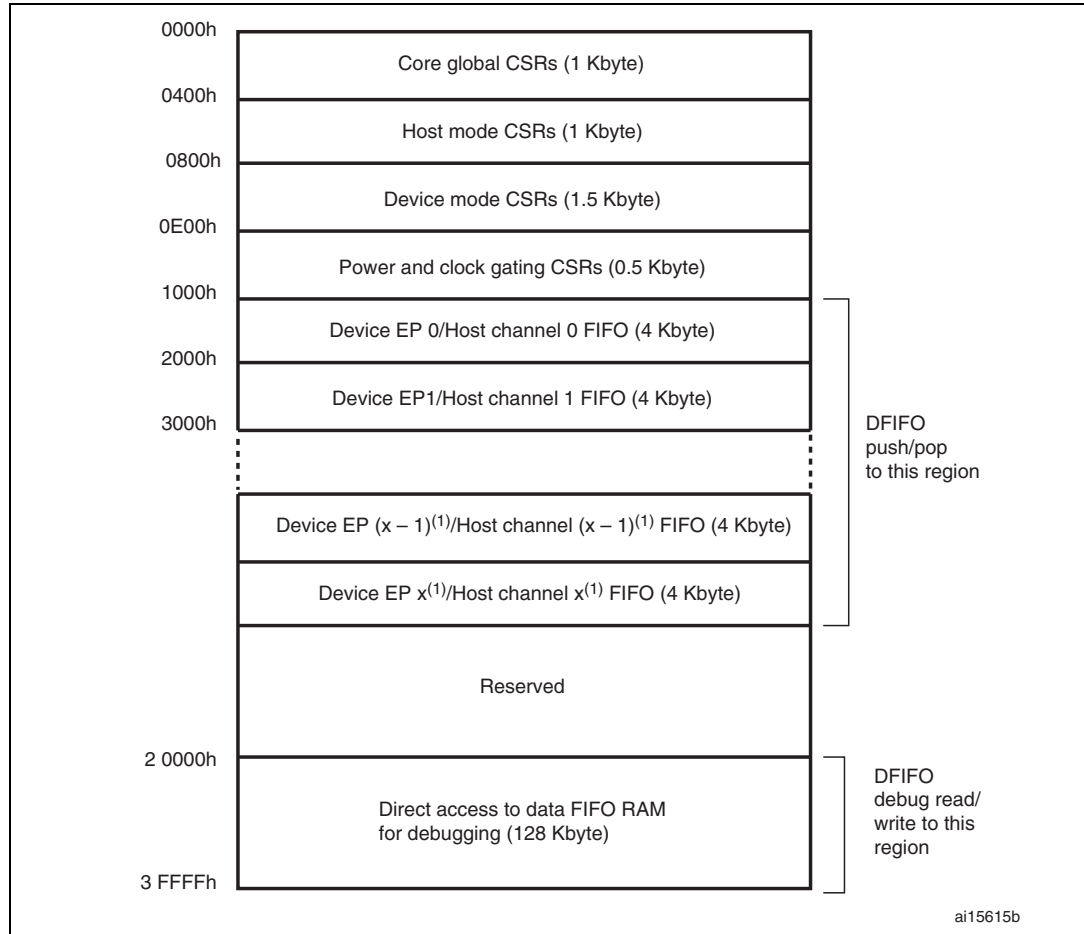 0000h
Core global CSRs (1 Kbyte)
0400h
Host mode CSRs (1 Kbyte)
0800h
Device mode CSRs (1.5 Kbyte)
0E00h
Power and clock gating CSRs (0.5 Kbyte)
1000h
Device EP 0/Host channel 0 FIFO (4 Kbyte)
2000h
Device EP1/Host channel 1 FIFO (4 Kbyte)
3000h
DFIFO
push/pop
to this region
Device EP (x – 1)(1)/Host channel (x – 1)(1) FIFO (4 Kbyte)
Device EP x(1)/Host channel x(1) FIFO (4 Kbyte)
Reserved
2 0000h
Direct access to data FIFO RAM
for debugging (128 Kbyte)
DFIFO
debug read/
write to this
region
3 FFFFh
ai15615b